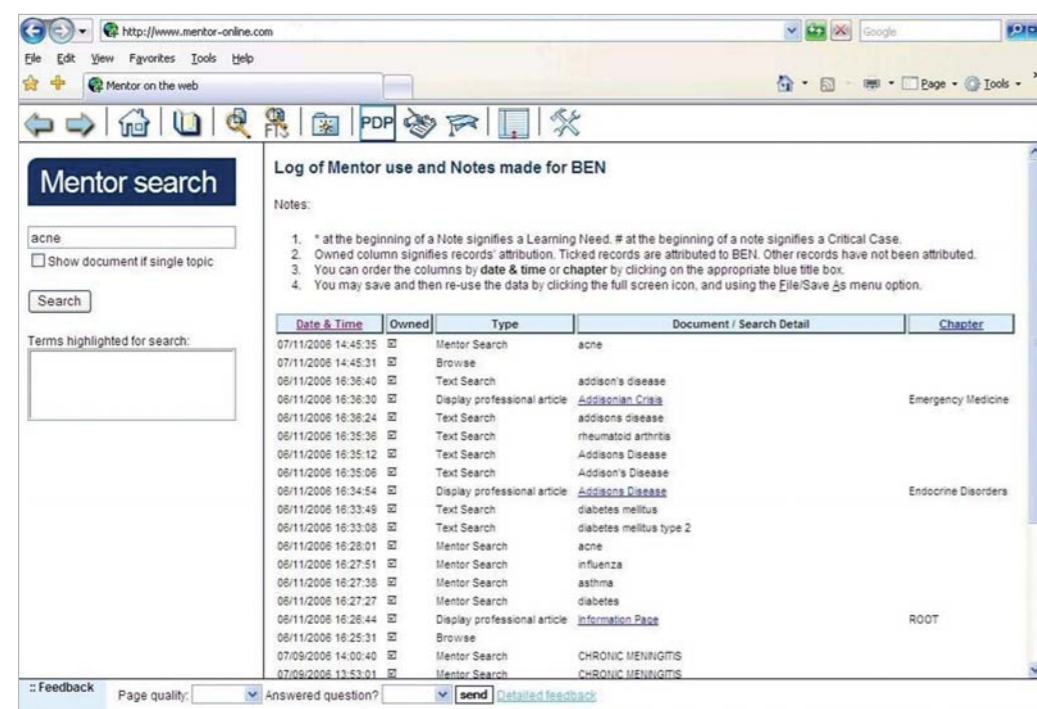 http://www.mentor-online.com
Google
File Edit View Favorites Tools Help
Mentor on the web
Page Tools
FTS PDP
Mentor search
acne
Show document if single topic
Search
Terms highlighted for search:
Log of Mentor use and Notes made for BEN
Notes:
1. * at the beginning of a Note signifies a Learning Need. # at the beginning of a note signifies a Critical Case.
2. Owned column signifies records' attribution. Ticked records are attributed to BEN. Other records have not been attributed.
3. You can order the columns by date & time or chapter by clicking on the appropriate blue title box.
4. You may save and then re-use the data by clicking the full screen icon, and using the File/Save As menu option.
Date & Time Owned Type Document / Search Detail Chapter
07/11/2006 14:45:35 Mentor Search acne
07/11/2006 14:45:31 Browse
06/11/2006 16:36:40 Text Search addison's disease
06/11/2006 16:36:30 Display professional article Addisonian Crisis Emergency Medicine
06/11/2006 16:36:24 Text Search addisons disease
06/11/2006 16:35:36 Text Search rheumatoid arthritis
06/11/2006 16:35:12 Text Search Addisons Disease
06/11/2006 16:35:06 Text Search Addison's Disease
06/11/2006 16:34:54 Display professional article Addisons Disease Endocrine Disorders
06/11/2006 16:33:49 Text Search diabetes mellitus
06/11/2006 16:33:08 Text Search diabetes mellitus type 2
06/11/2006 16:28:01 Mentor Search acne
06/11/2006 16:27:51 Mentor Search influenza
06/11/2006 16:27:38 Mentor Search asthma
06/11/2006 16:27:27 Mentor Search diabetes
06/11/2006 16:26:44 Display professional article Information Page ROOT
06/11/2006 16:25:31 Browse
07/09/2006 14:00:40 Mentor Search CHRONIC MENINGITIS
07/09/2006 13:53:01 Mentor Search CHRONIC MENINGITIS
:: Feedback Page quality: Answered question? send Detailed feedback